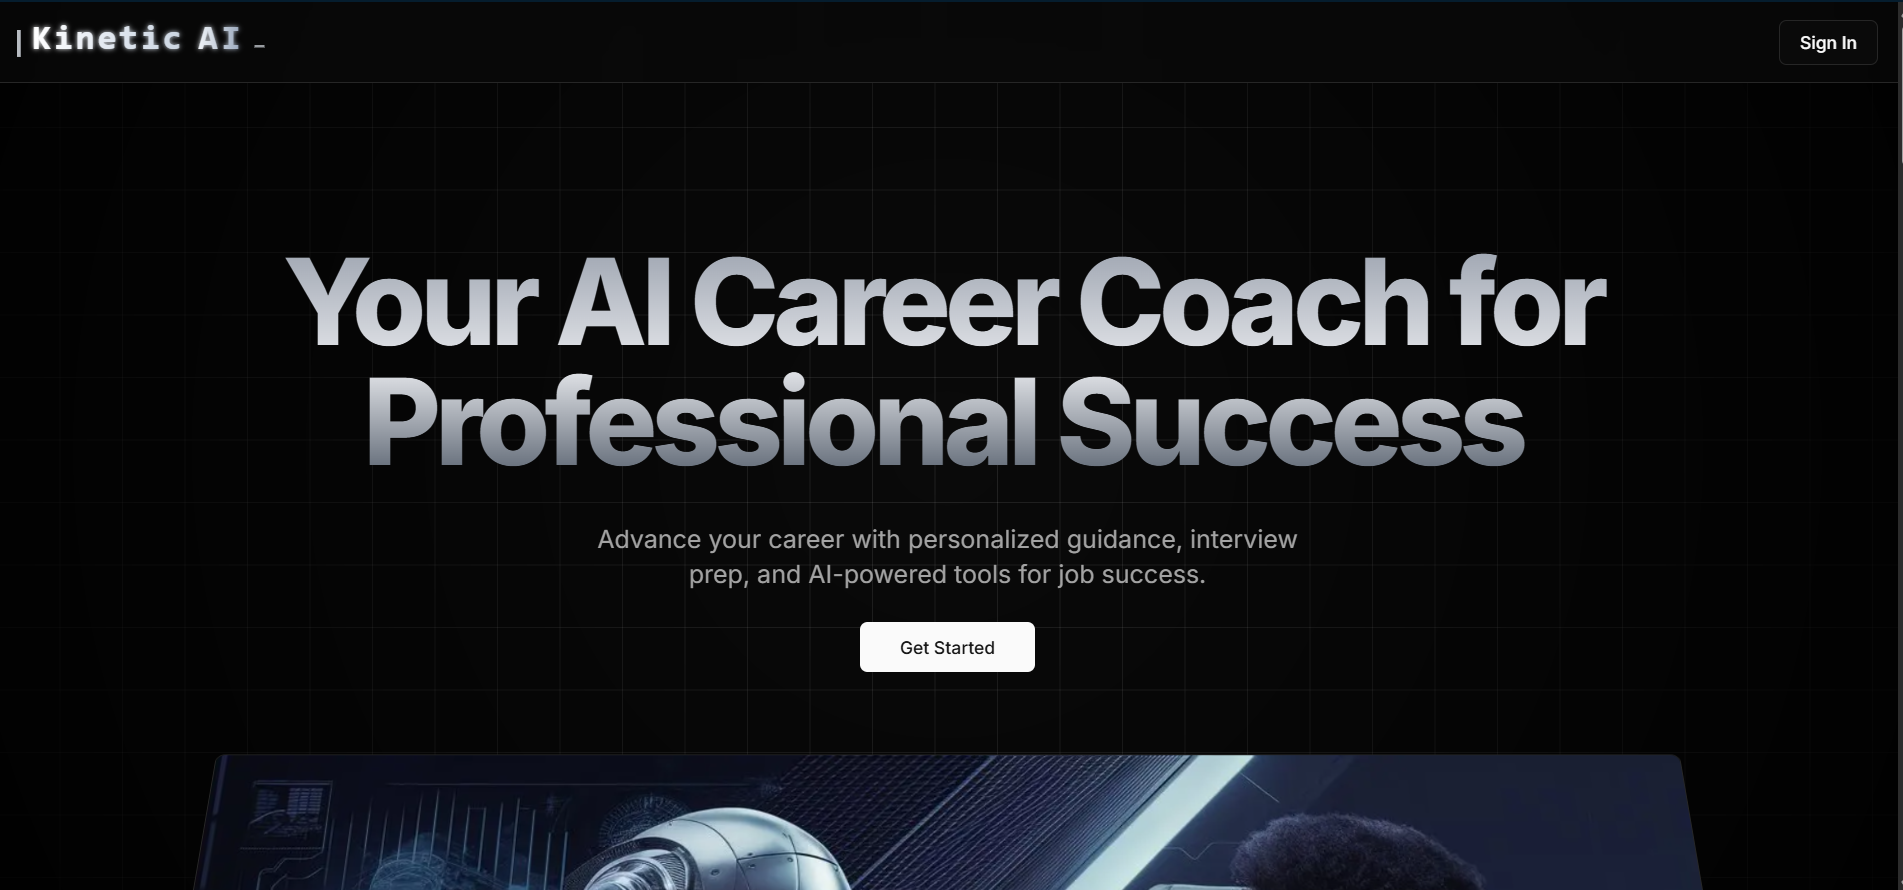 Kinetic AI
Sign In
Your AI Career Coach for
Professional Success
Advance your career with personalized guidance, interview
prep, and AI-powered tools for job success.
Get Started